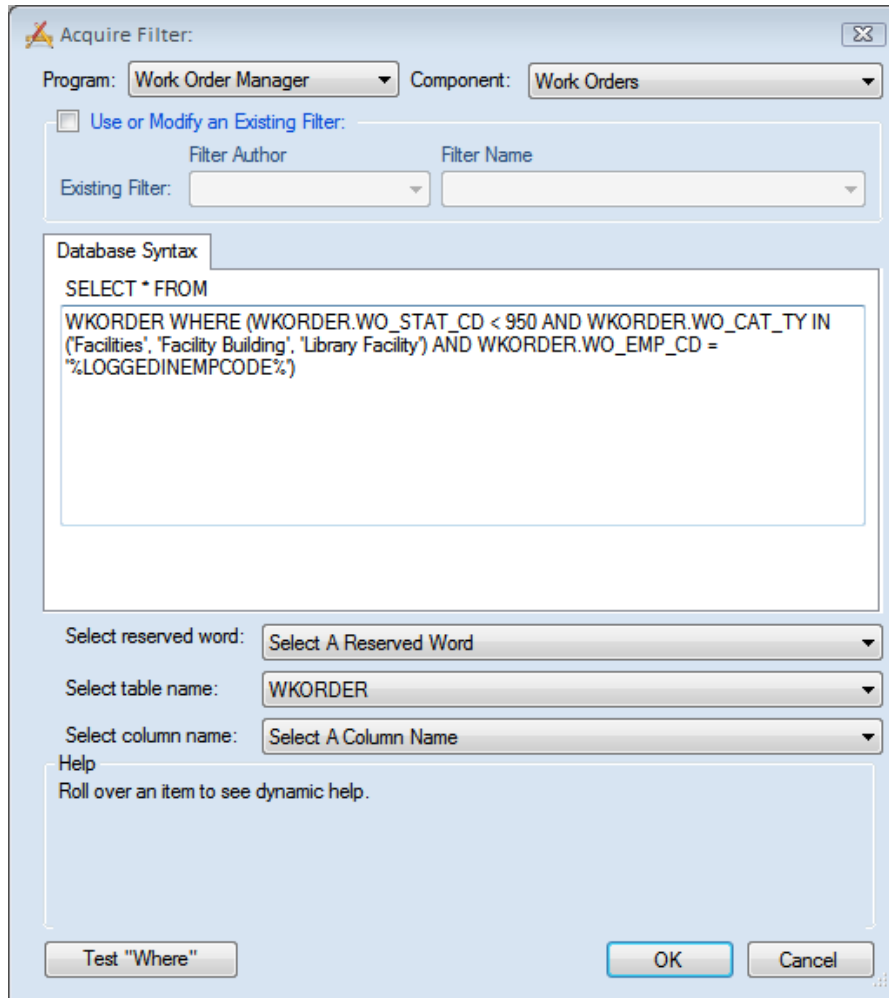 Acquire Filter:
Program: Work Order Manager Component: Work Orders
Use or Modify an Existing Filter:
Filter Author Filter Name
Existing Filter:
Database Syntax
SELECT * FROM
WKORDER WHERE (WKORDER.WO_STAT_CD < 950 AND WKORDER.WO_CAT_TY IN
('Facilities', 'Facility Building', 'Library Facility') AND WKORDER.WO_EMP_CD =
'%LOGGEDINEMPCODE%')
Select reserved word: Select A Reserved Word
Select table name: WKORDER
Select column name: Select A Column Name
Help
Roll over an item to see dynamic help.
Test "Where" OK Cancel